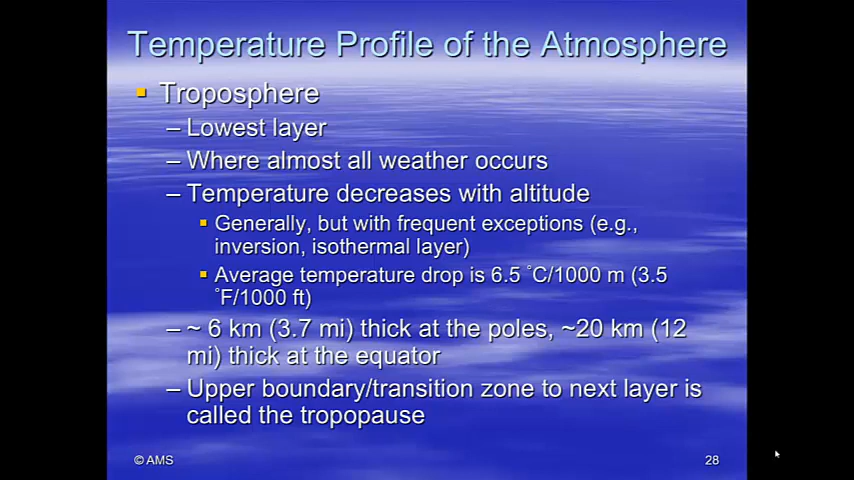 Temperature Profile of the Atmosphere
▪ Troposphere
– Lowest layer
– Where almost all weather occurs
– Temperature decreases with altitude
▪ Generally, but with frequent exceptions (e.g.,
inversion, isothermal layer)
▪ Average temperature drop is 6.5 °C/1000 m (3.5
°F/1000 ft)
– ~ 6 km (3.7 mi) thick at the poles, ~20 km (12
mi) thick at the equator
– Upper boundary/transition zone to next layer is
called the tropopause
© AMS
28